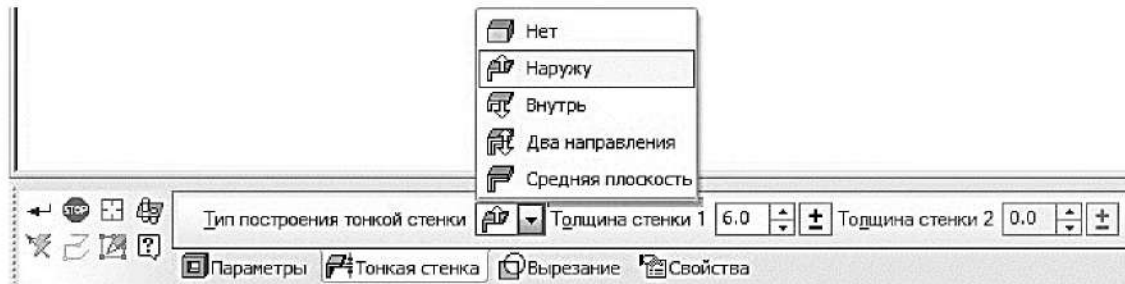 Нет
Наружу
Внутрь
Два направления
Средняя плоскость
STOP
Тип построения тонкой стенки Толщина стенки 1 6.0 Толщина стенки 2 0.0
Параметры Тонкая стенка Вырезание Свойства